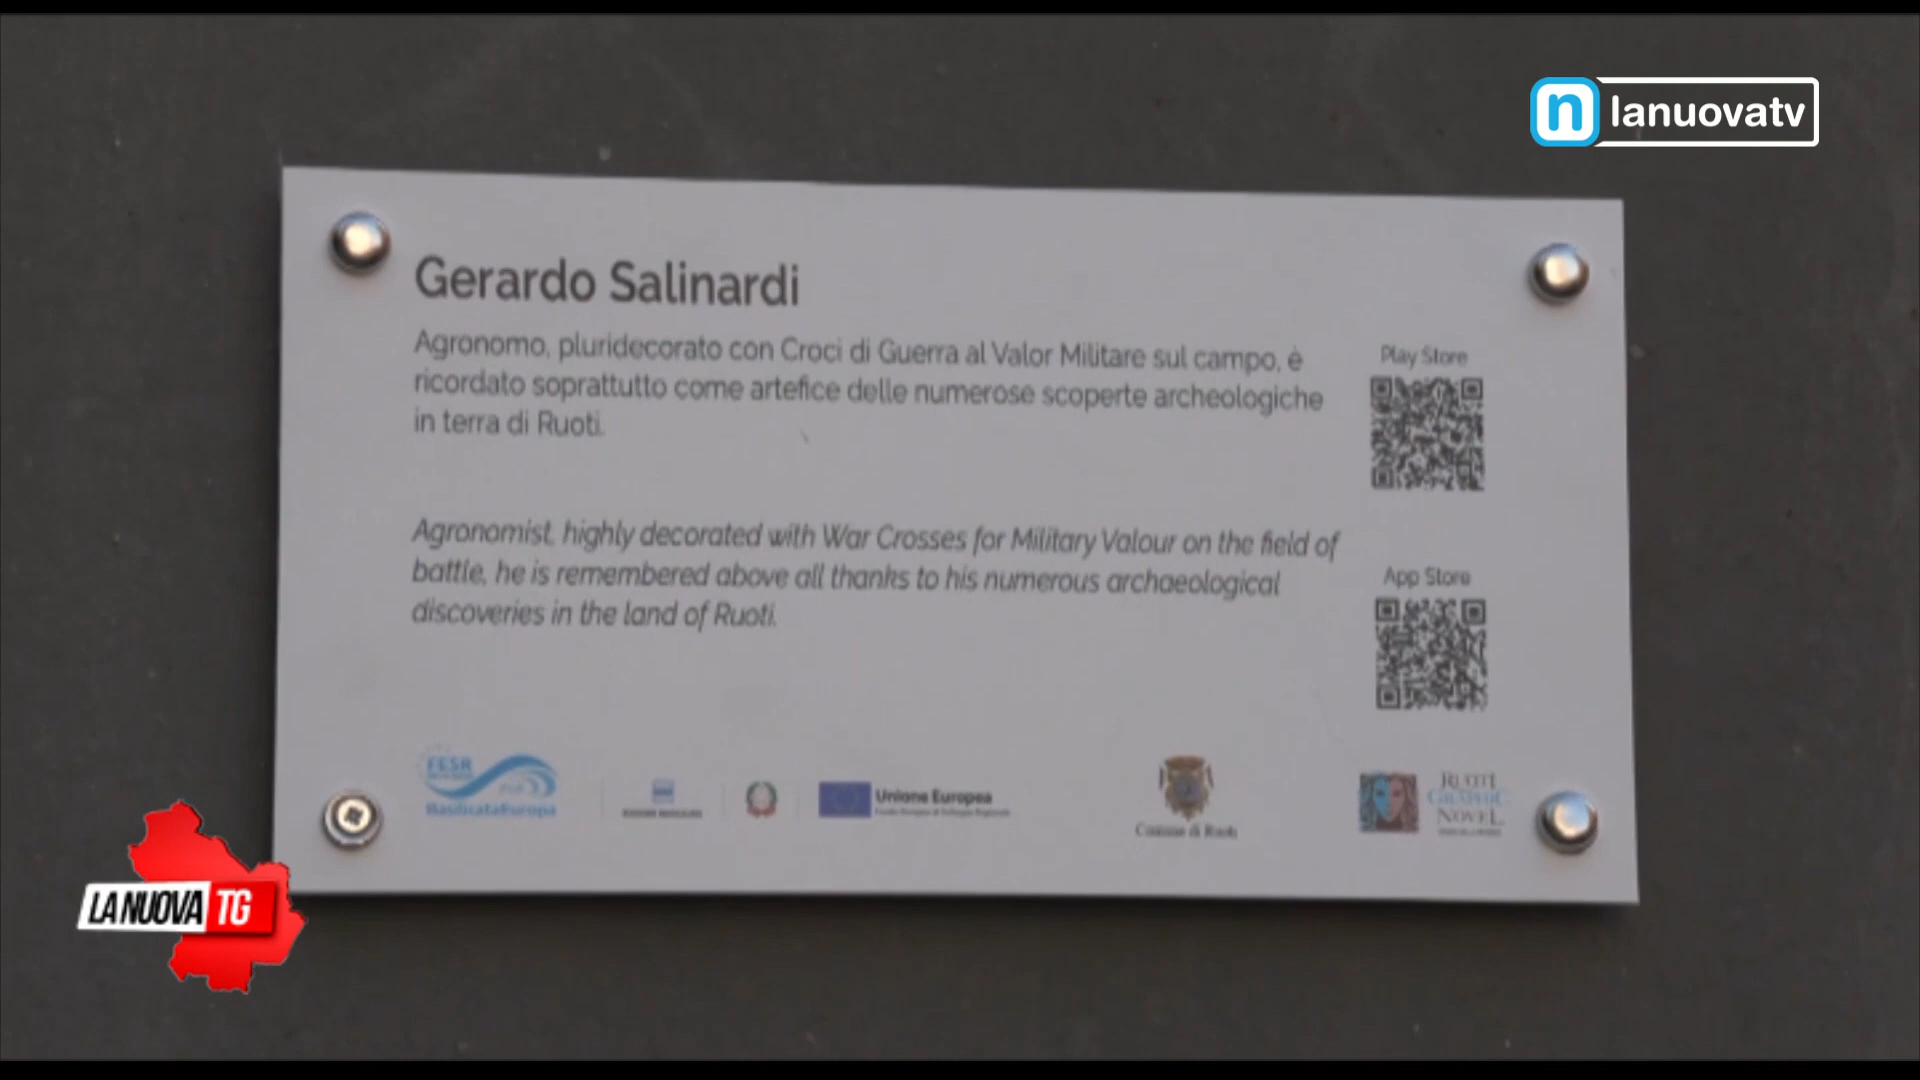 lanuovatv
Gerardo Salinardi
Agronomo, pluridecorato con Croci di Guerra al Valor Militare sul campo, è
ricordato soprattutto come artefice delle numerose scoperte archeologiche
in terra di Ruoti.
Play Store
Agronomist, highly decorated with War Crosses for Military Valour on the field of
battle, he is remembered above all thanks to his numerous archaeological
discoveries in the land of Ruoti.
App Store
FESR
BasilicataEuropa
Unione Europea
Comune di Ruoti
RUOTI
GRAPHIC
NOVEL
LA NUOVA TG